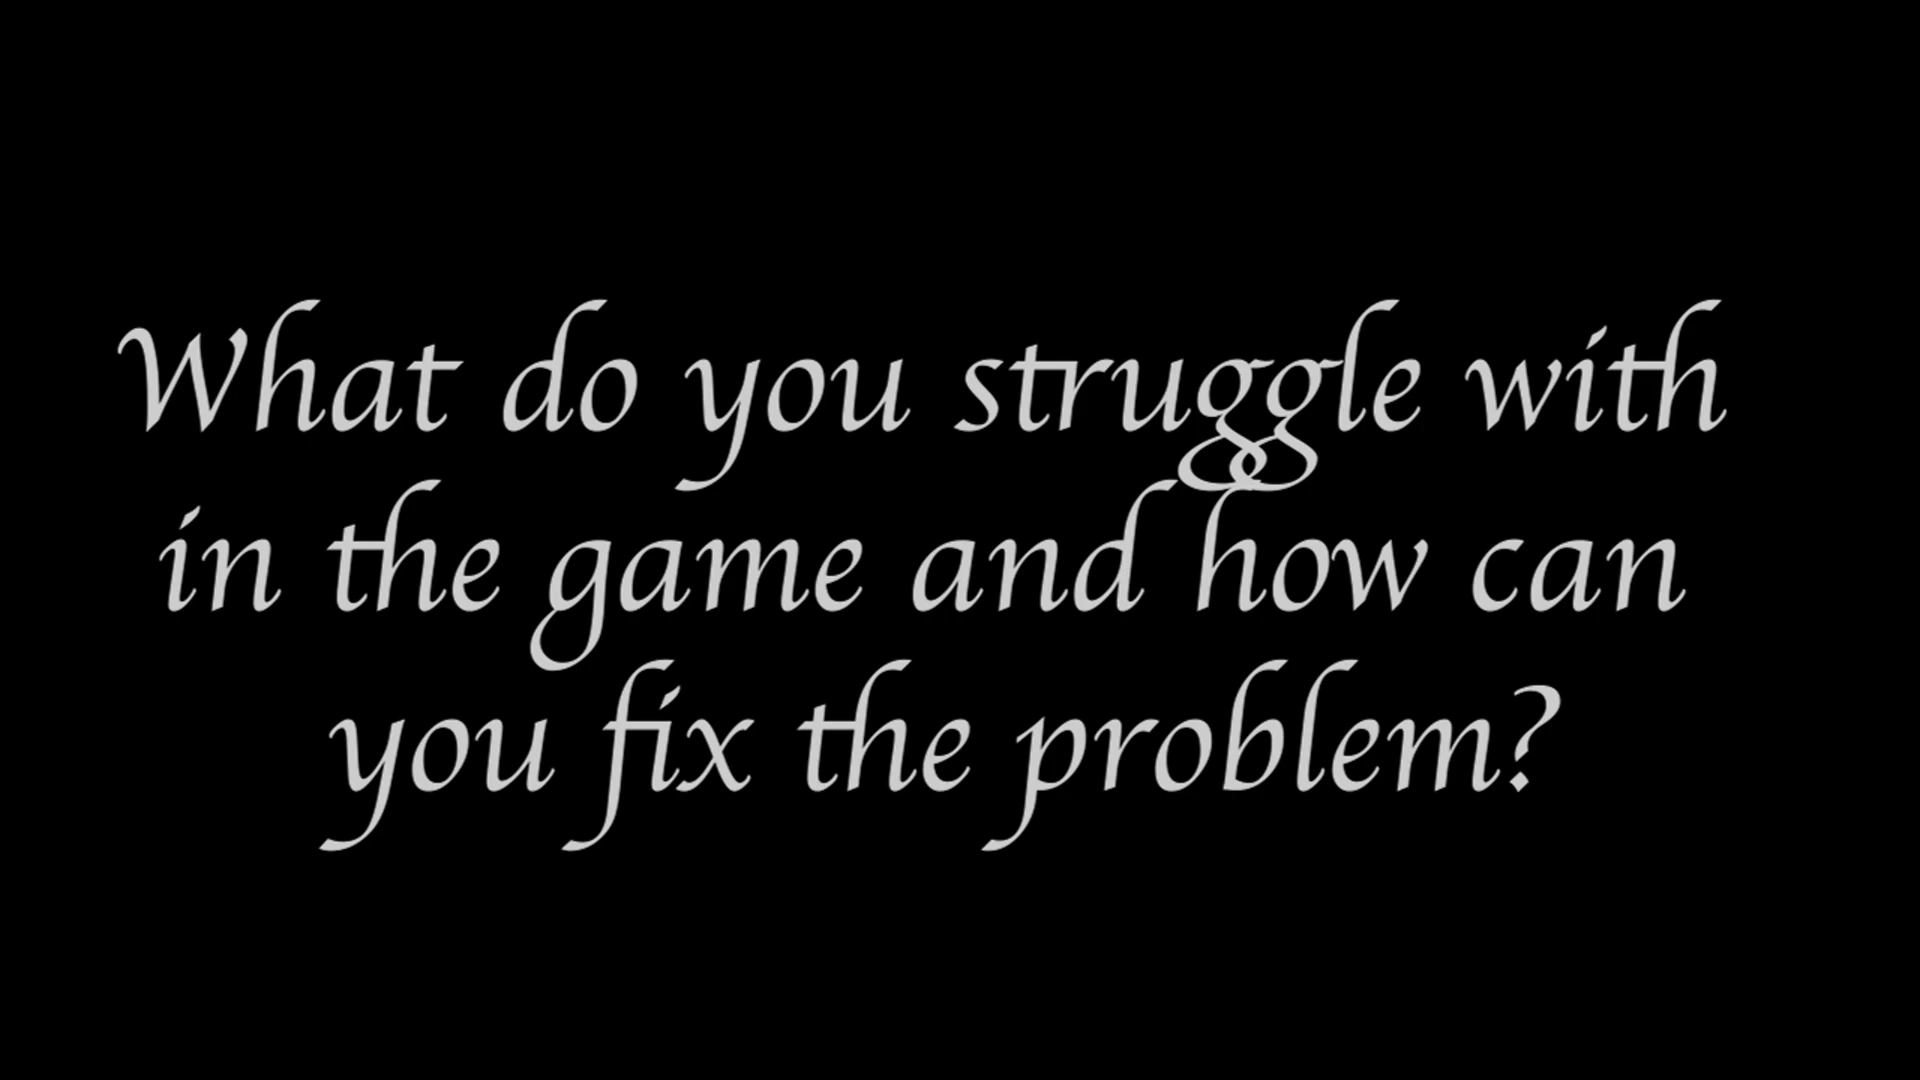 What do you struggle with
in the game and how can
you fix the problem?